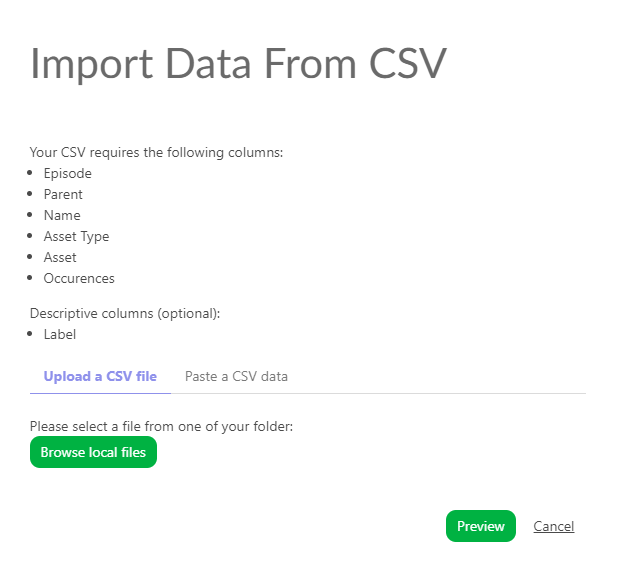 Import Data From CSV
Your CSV requires the following columns:
Episode
Parent
Name
Asset Type
Asset
Occurences
Descriptive columns (optional):
Label
Upload a CSV file Paste a CSV data
Please select a file from one of your folder:
Browse local files
Preview Cancel